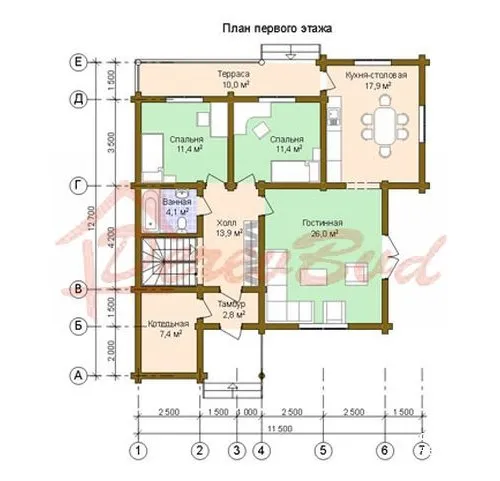 План первого этажа
Е
Терраса
10,0 м²
Кухня-столовая
17,9 м²
1 500
Д
Спальня
11,4 м²
Спальня
11,4 м²
3 500
Г
12 700
Ванная
4,1 м²
Холл
13,9 м²
Гостинная
26,0 м²
4 200
DerevBud
В
Тамбур
2,8 м²
1 500
Б
Котельная
7,4 м²
2 000
А
2 500
1 500
1 000
2 500
2 500
1 500
11 500
1
2
3
4
5
6
7